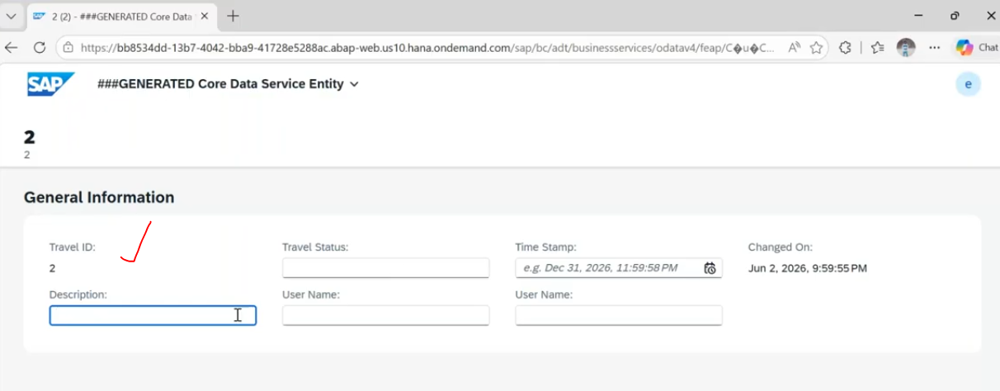 SAP 2 (2) - ###GENERATED Core Data
https://bb8534dd-13b7-4042-bba9-41728e5288ac.abap-web.us10.hana.ondemand.com/sap/bc/adt/businessservices/odatav4/feap/C�u�C... A Chat
SAP ###GENERATED Core Data Service Entity e
2
2
General Information
Travel ID: Travel Status: Time Stamp: Changed On:
2 e.g. Dec 31, 2026, 11:59:58 PM Jun 2, 2026, 9:59:55 PM
Description: User Name: User Name: